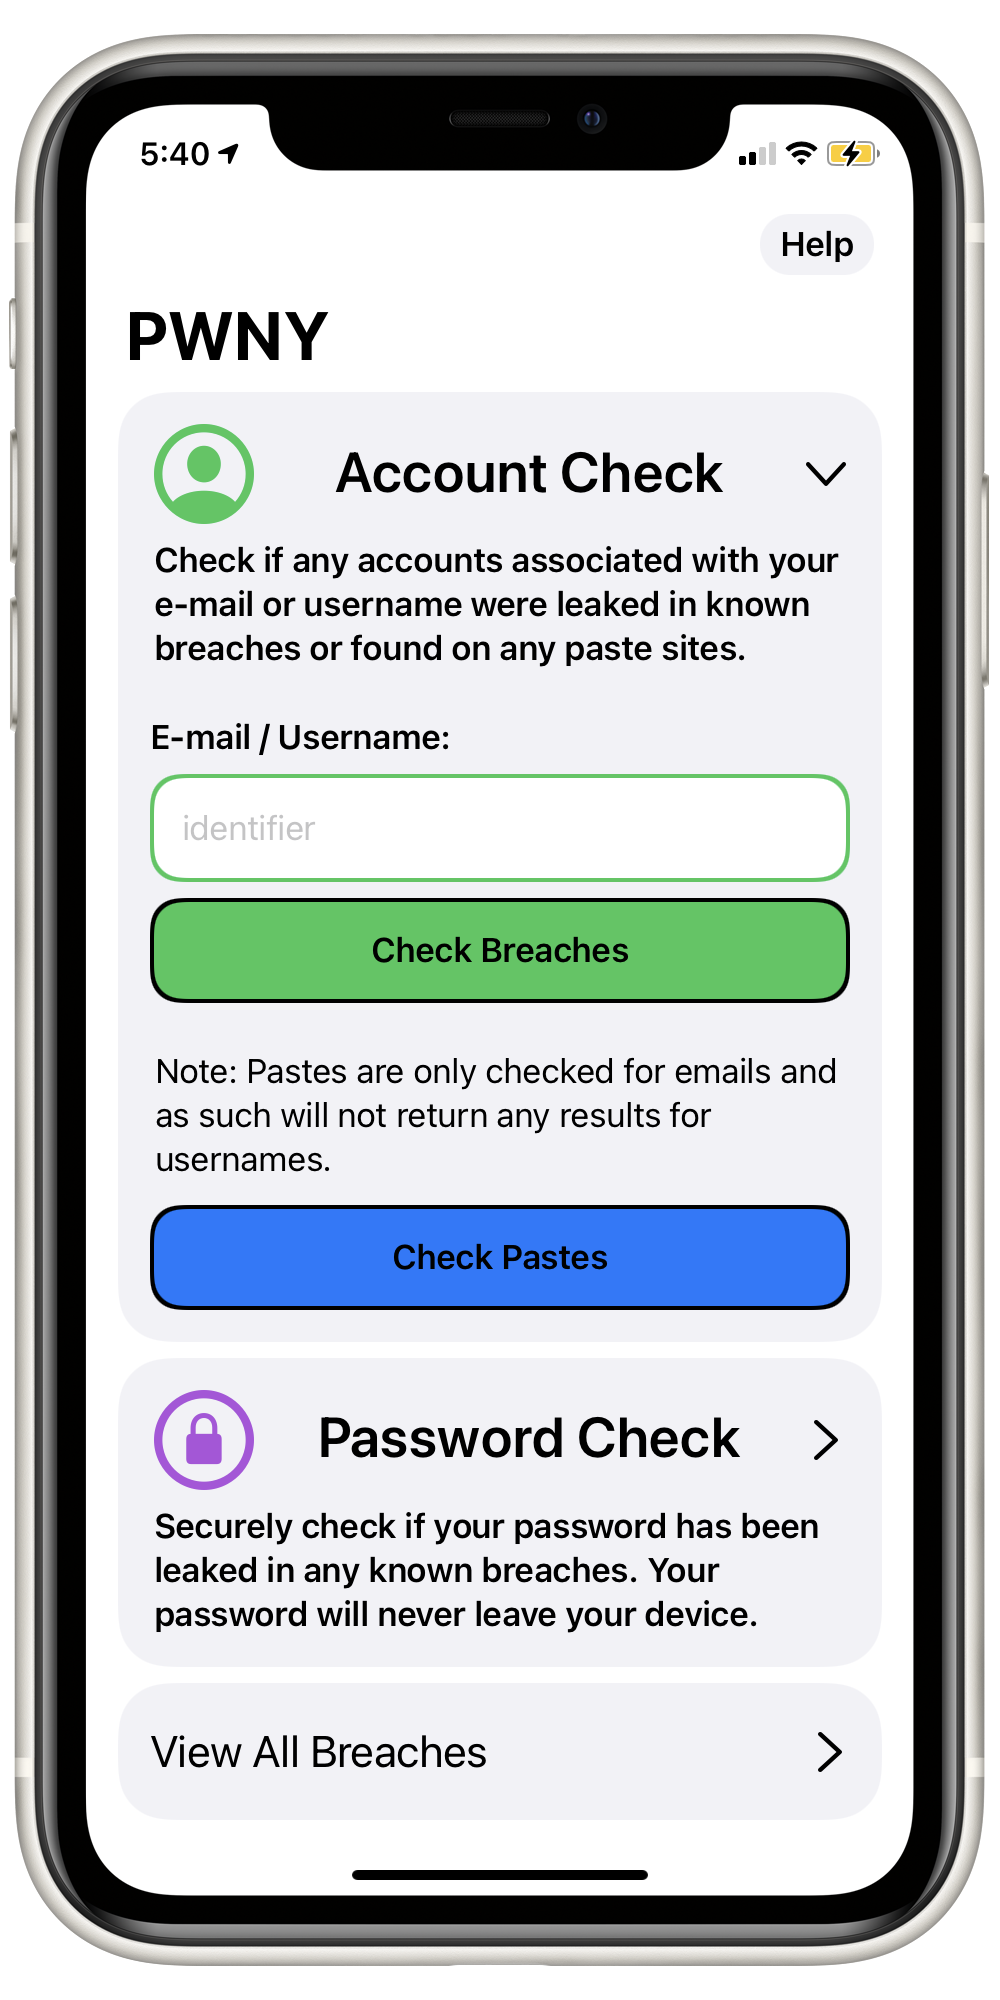 5:40
Help
PWNY
Account Check
Check if any accounts associated with your
e-mail or username were leaked in known
breaches or found on any paste sites.
E-mail / Username:
identifier
Check Breaches
Note: Pastes are only checked for emails and
as such will not return any results for
usernames.
Check Pastes
Password Check
Securely check if your password has been
leaked in any known breaches. Your
password will never leave your device.
View All Breaches